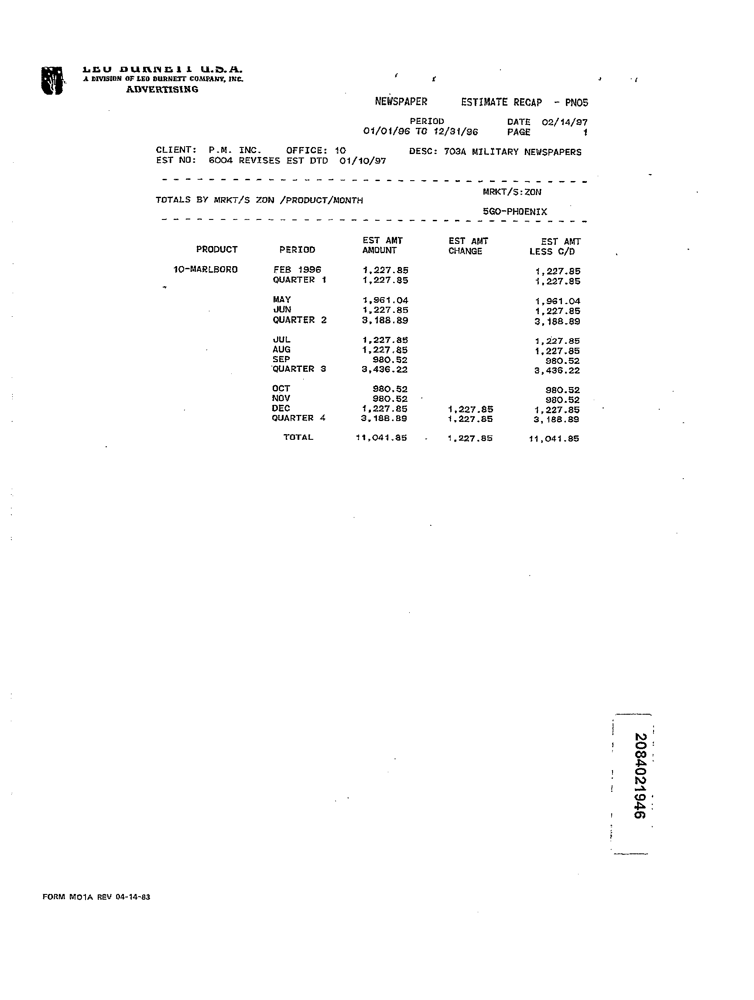 LEO BURNETT U.S.A.
A DIVISION OF LEO BURNETT COMPANY, INC.
ADVERTISING
NEWSPAPER ESTIMATE RECAP - PNO5
PERIOD DATE 02/14/97
01/01/96 TO 12/31/96 PAGE 1
CLIENT: P.M. INC. OFFICE: 10 DESC: 703A MILITARY NEWSPAPERS
EST NO: 6004 REVISES EST DTD 01/10/97
MRKT/S:ZON
TOTALS BY MRKT/S ZON /PRODUCT/MONTH
5GO-PHOENIX
EST AMT EST AMT EST AMT
PRODUCT PERIOD AMOUNT CHANGE LESS C/D
10-MARLBORO FEB 1996 1,227.85 1,227.85
QUARTER 1 1,227.85 1,227.85
MAY 1,961.04 1,961.04
JUN 1,227.85 1,227.85
QUARTER 2 3,188.89 3,188.89
JUL 1,227.85 1,227.85
AUG 1,227.85 1,227.85
SEP 980.52 980.52
QUARTER 3 3,436.22 3,436.22
OCT 980.52 980.52
NOV 980.52 980.52
DEC 1,227.85 1,227.85 1,227.85
QUARTER 4 3,188.89 1,227.85 3,188.89
TOTAL 11,041.85 1,227.85 11,041.85
2084021946
FORM MO1A REV 04-14-83